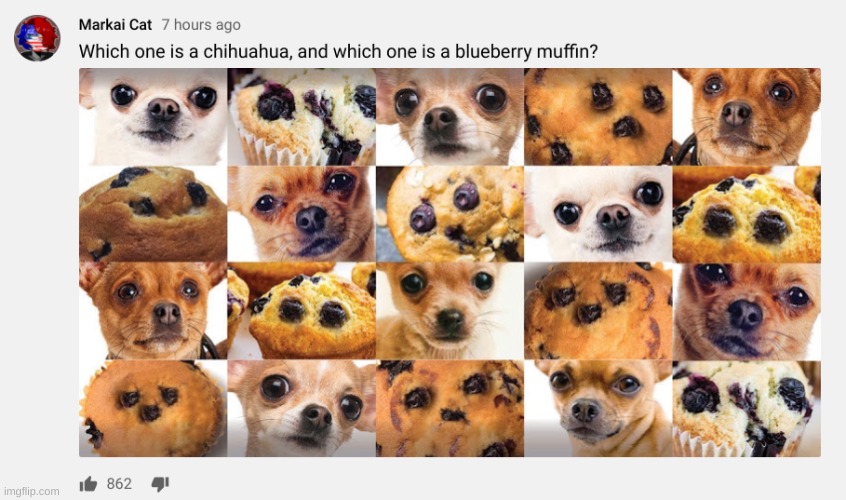 Markai Cat 7 hours ago
Which one is a chihuahua, and which one is a blueberry muffin?
862
imgflip.com